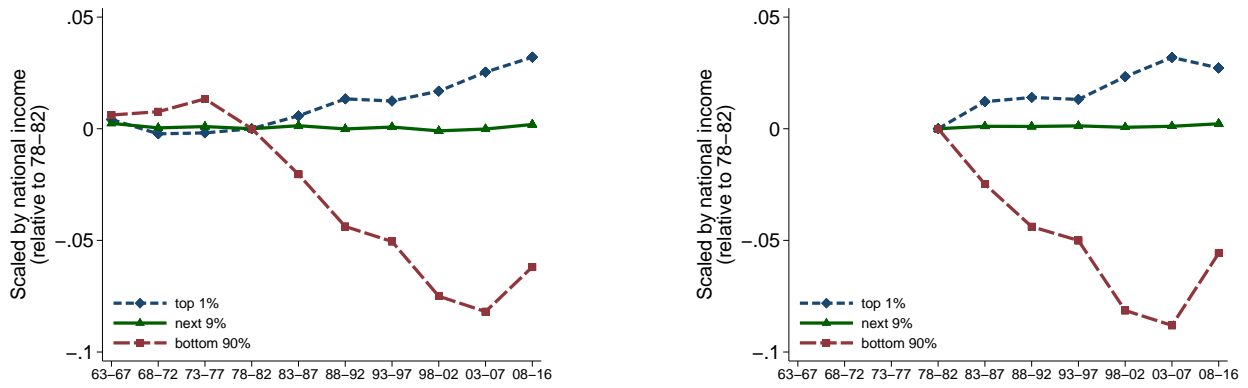 Scaled by national income
(relative to 78–82)
.05
0
−.05
−.1
top 1%
next 9%
bottom 90%
63–67 68–72 73–77 78–82 83–87 88–92 93–97 98–02 03–07 08–16
Scaled by national income
(relative to 78–82)
.05
0
−.05
−.1
top 1%
next 9%
bottom 90%
63–67 68–72 73–77 78–82 83–87 88–92 93–97 98–02 03–07 08–16